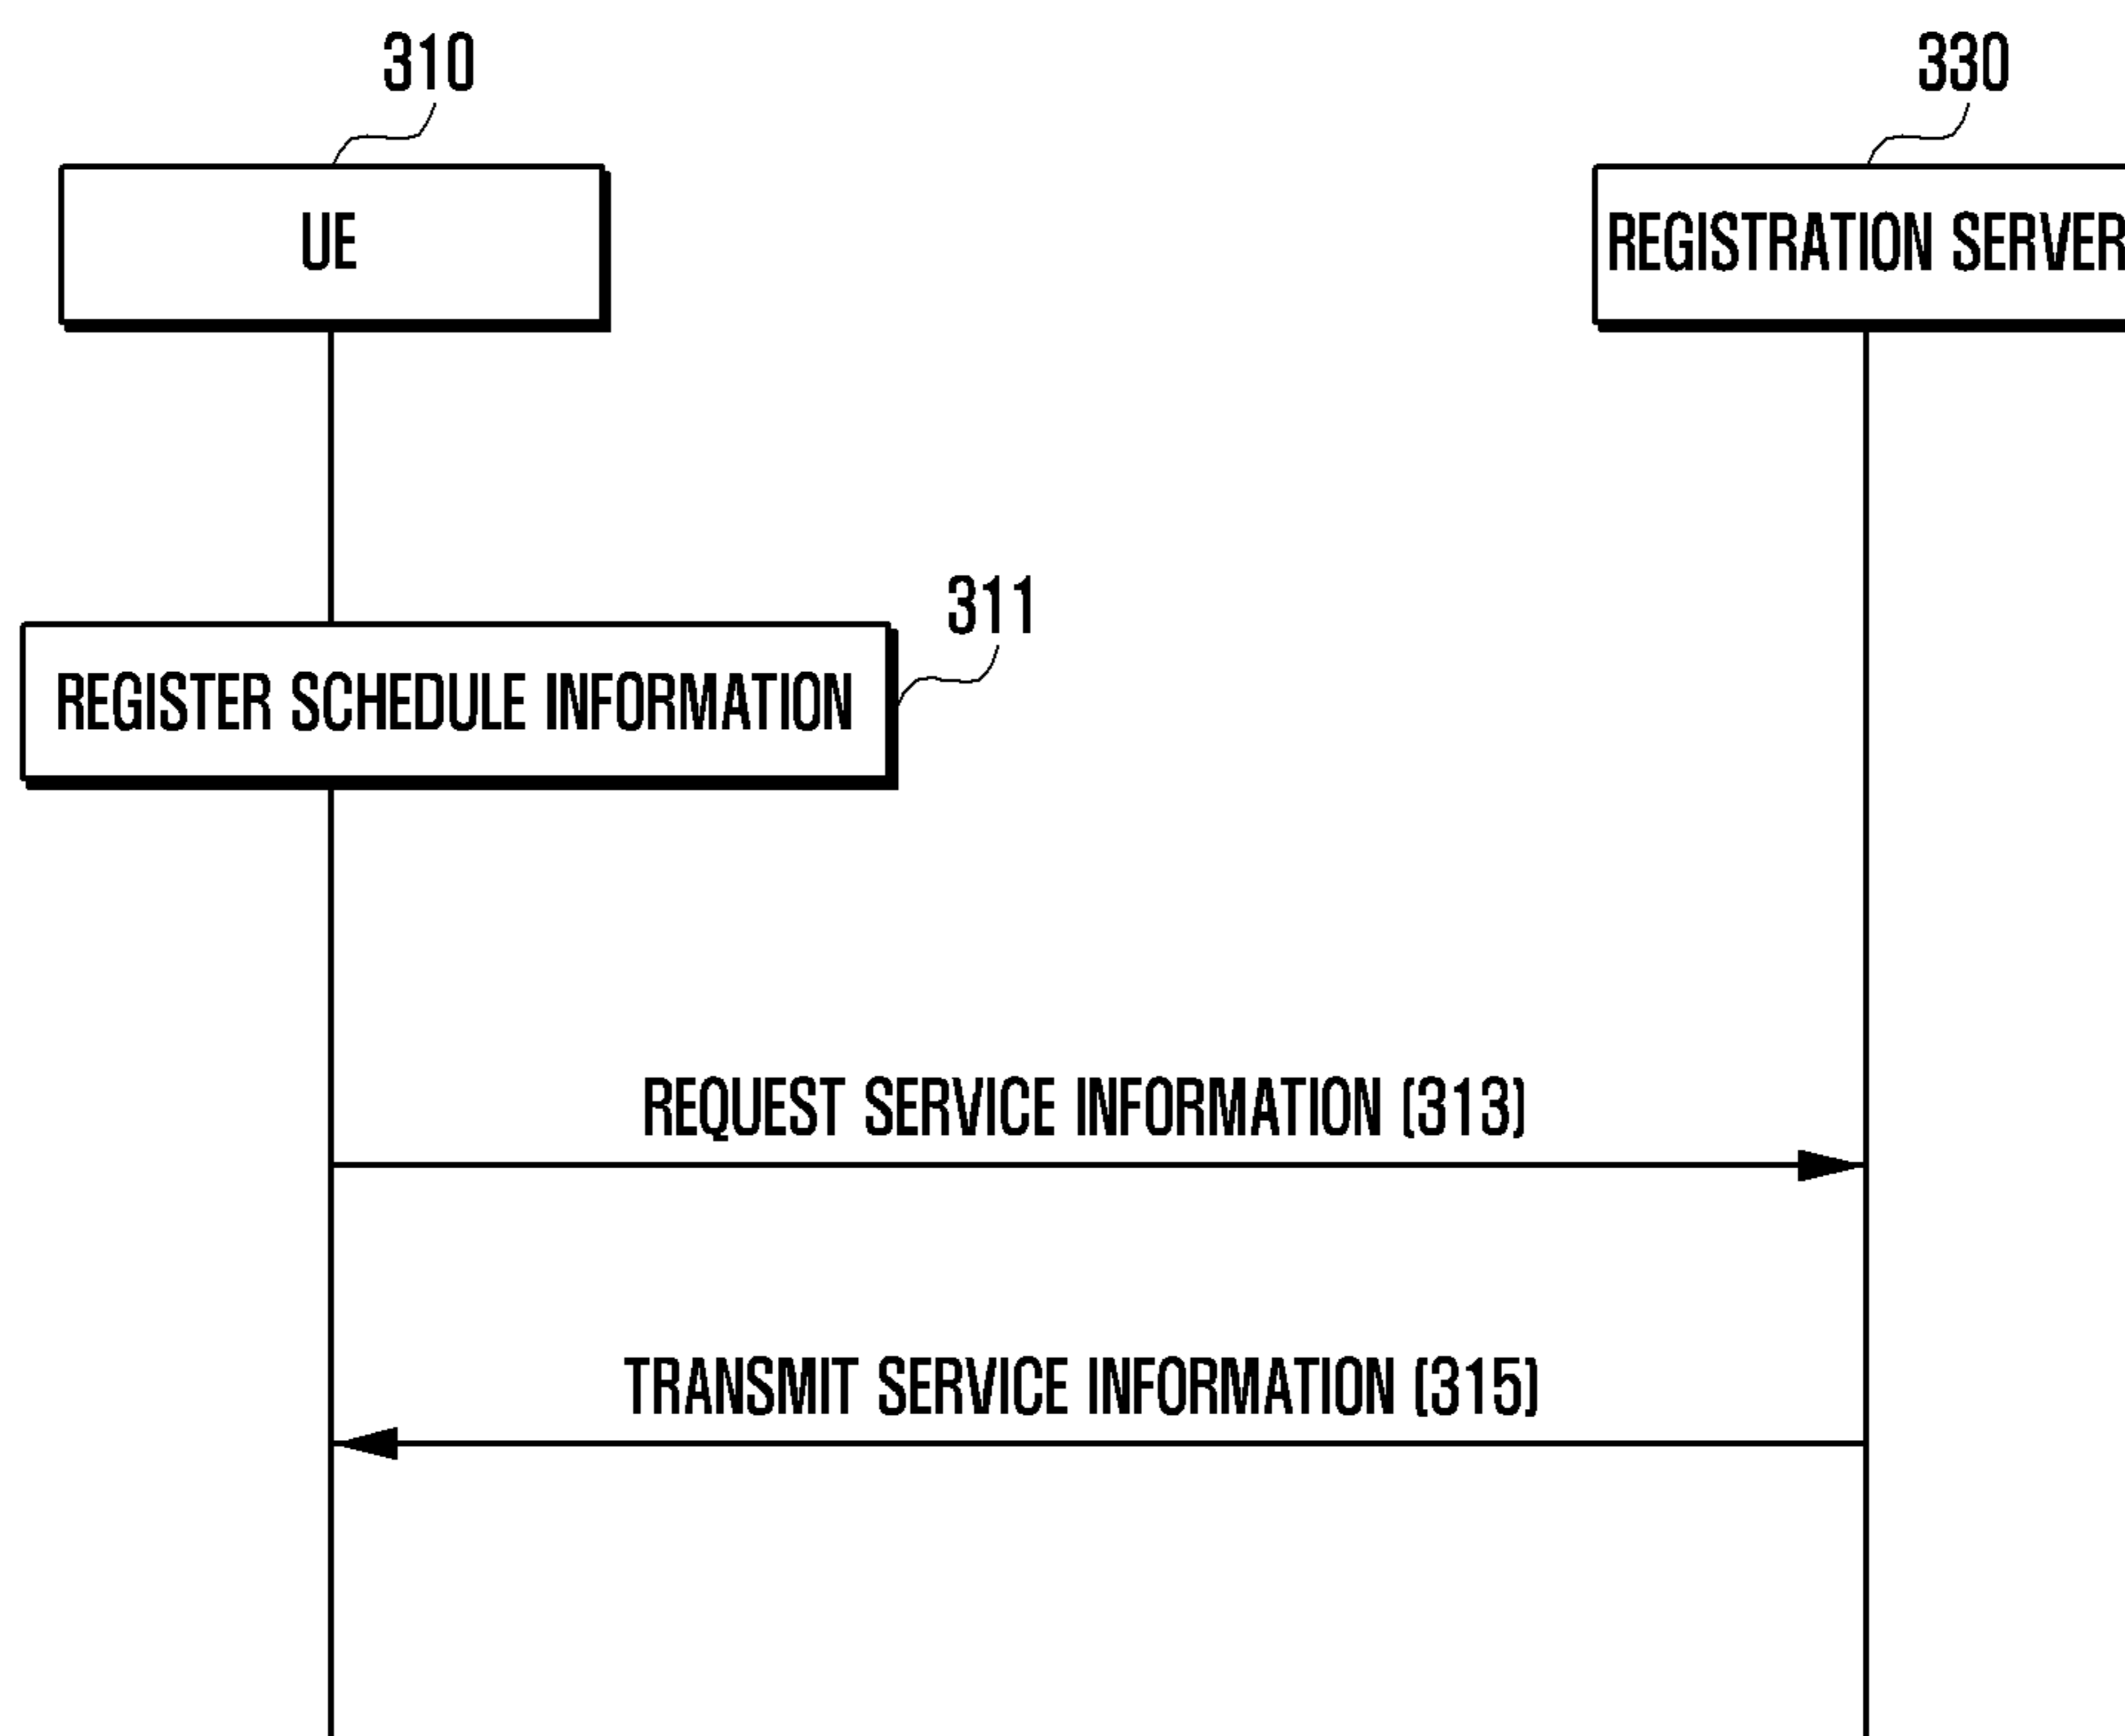 310
330
UE
REGISTRATION SERVER
311
REGISTER SCHEDULE INFORMATION
REQUEST SERVICE INFORMATION (313)
TRANSMIT SERVICE INFORMATION (315)